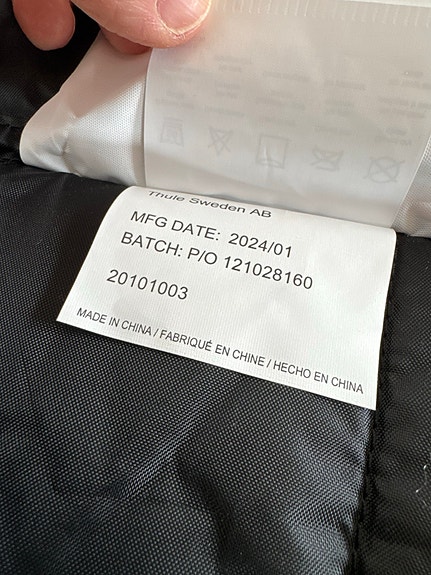 Thule Sweden AB
MFG DATE: 2024/01
BATCH: P/O 121028160
20101003
MADE IN CHINA / FABRIQUÉ EN CHINE / HECHO EN CHINA